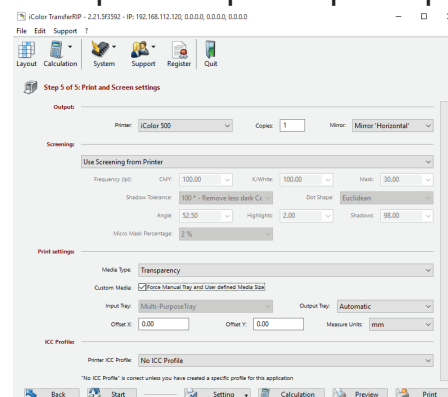 iColor TransferRIP - 2.21.5f3592 - IP: 192.168.112.120, 0.0.0.0, 0.0.0.0, 0.0.0.0
File Edit Support ?
Layout Calculation System Support Register Quit
Step 5 of 5: Print and Screen settings
Output:
Printer: iColor 500 Copies: 1 Mirror: Mirror 'Horizontal'
Screening:
Use Screening from Printer
Frequency (lpi): CMY: 100.00 K/White: 100.00 Mask: 30.00
Shadow Tolerance: 100 * - Remove less dark Cr Dot Shape: Euclidean
Angle: 52.50 Highlights: 2.00 Shadows: 98.00
Micro Mask Percentage: 2 %
Print settings:
Media Type: Transparency
Custom Media: Force Manual Tray and User defined Media Size
Input Tray: Multi-PurposeTray Output Tray: Automatic
Offset X: 0.00 Offset Y: 0.00 Measure Units: mm
ICC Profile:
Printer ICC Profile: No ICC Profile
"No ICC Profile" is correct unless you have created a specific profile for this application
Back Start Setting Calculation Preview Print